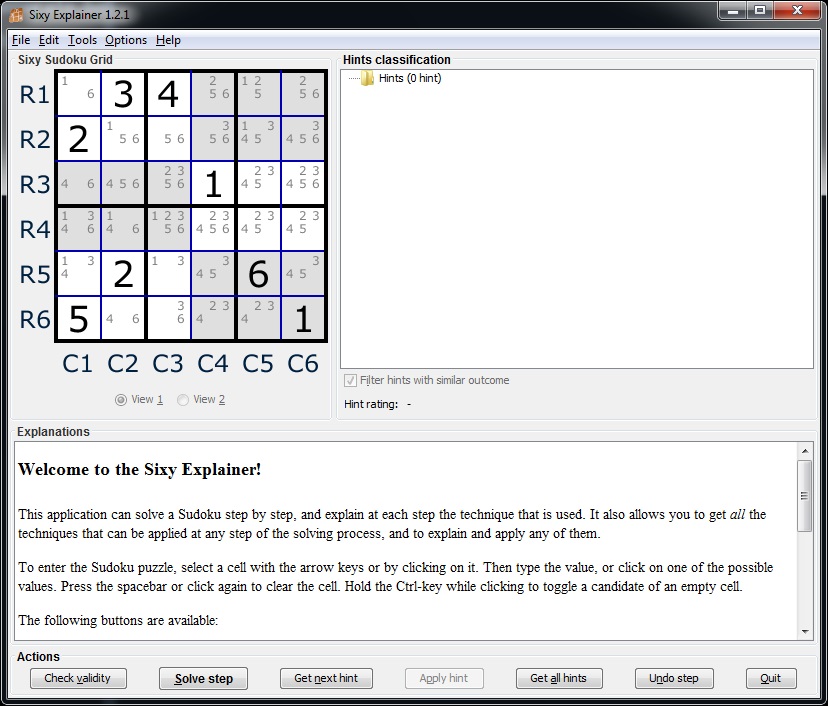 Sixy Explainer 1.2.1
File Edit Tools Options Help
Sixy Sudoku Grid
R1 1 6 3 4 2 5 6 1 2 5 2 5 6
R2 2 1 5 6 5 6 3 5 6 1 3 4 5 3 4 5 6
R3 4 6 4 5 6 2 3 5 6 1 2 3 4 5 2 3 4 5 6
R4 1 3 4 6 1 4 6 1 2 3 5 6 2 3 4 5 6 2 3 4 5 2 3 4 5
R5 1 3 4 2 1 3 3 4 5 6 3 4 5
R6 5 4 6 3 6 2 3 4 2 3 4 1
C1 C2 C3 C4 C5 C6
View 1 View 2
Hints classification
Hints (0 hint)
Filter hints with similar outcome
Hint rating: -
Explanations
Welcome to the Sixy Explainer!
This application can solve a Sudoku step by step, and explain at each step the technique that is used. It also allows you to get all the
techniques that can be applied at any step of the solving process, and to explain and apply any of them.
To enter the Sudoku puzzle, select a cell with the arrow keys or by clicking on it. Then type the value, or click on one of the possible
values. Press the spacebar or click again to clear the cell. Hold the Ctrl-key while clicking to toggle a candidate of an empty cell.
The following buttons are available:
Actions
Check validity Solve step Get next hint Apply hint Get all hints Undo step Quit